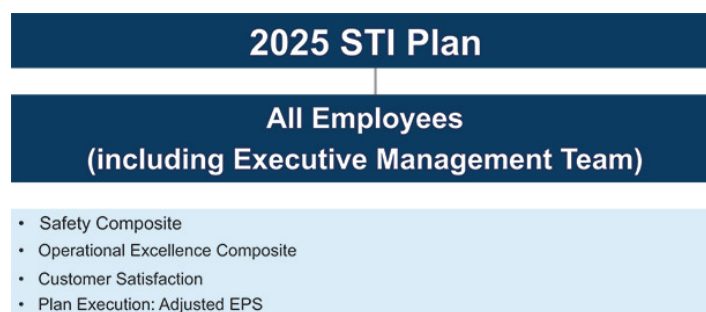 2025 STI Plan
All Employees
(including Executive Management Team)
• Safety Composite
• Operational Excellence Composite
• Customer Satisfaction
• Plan Execution: Adjusted EPS